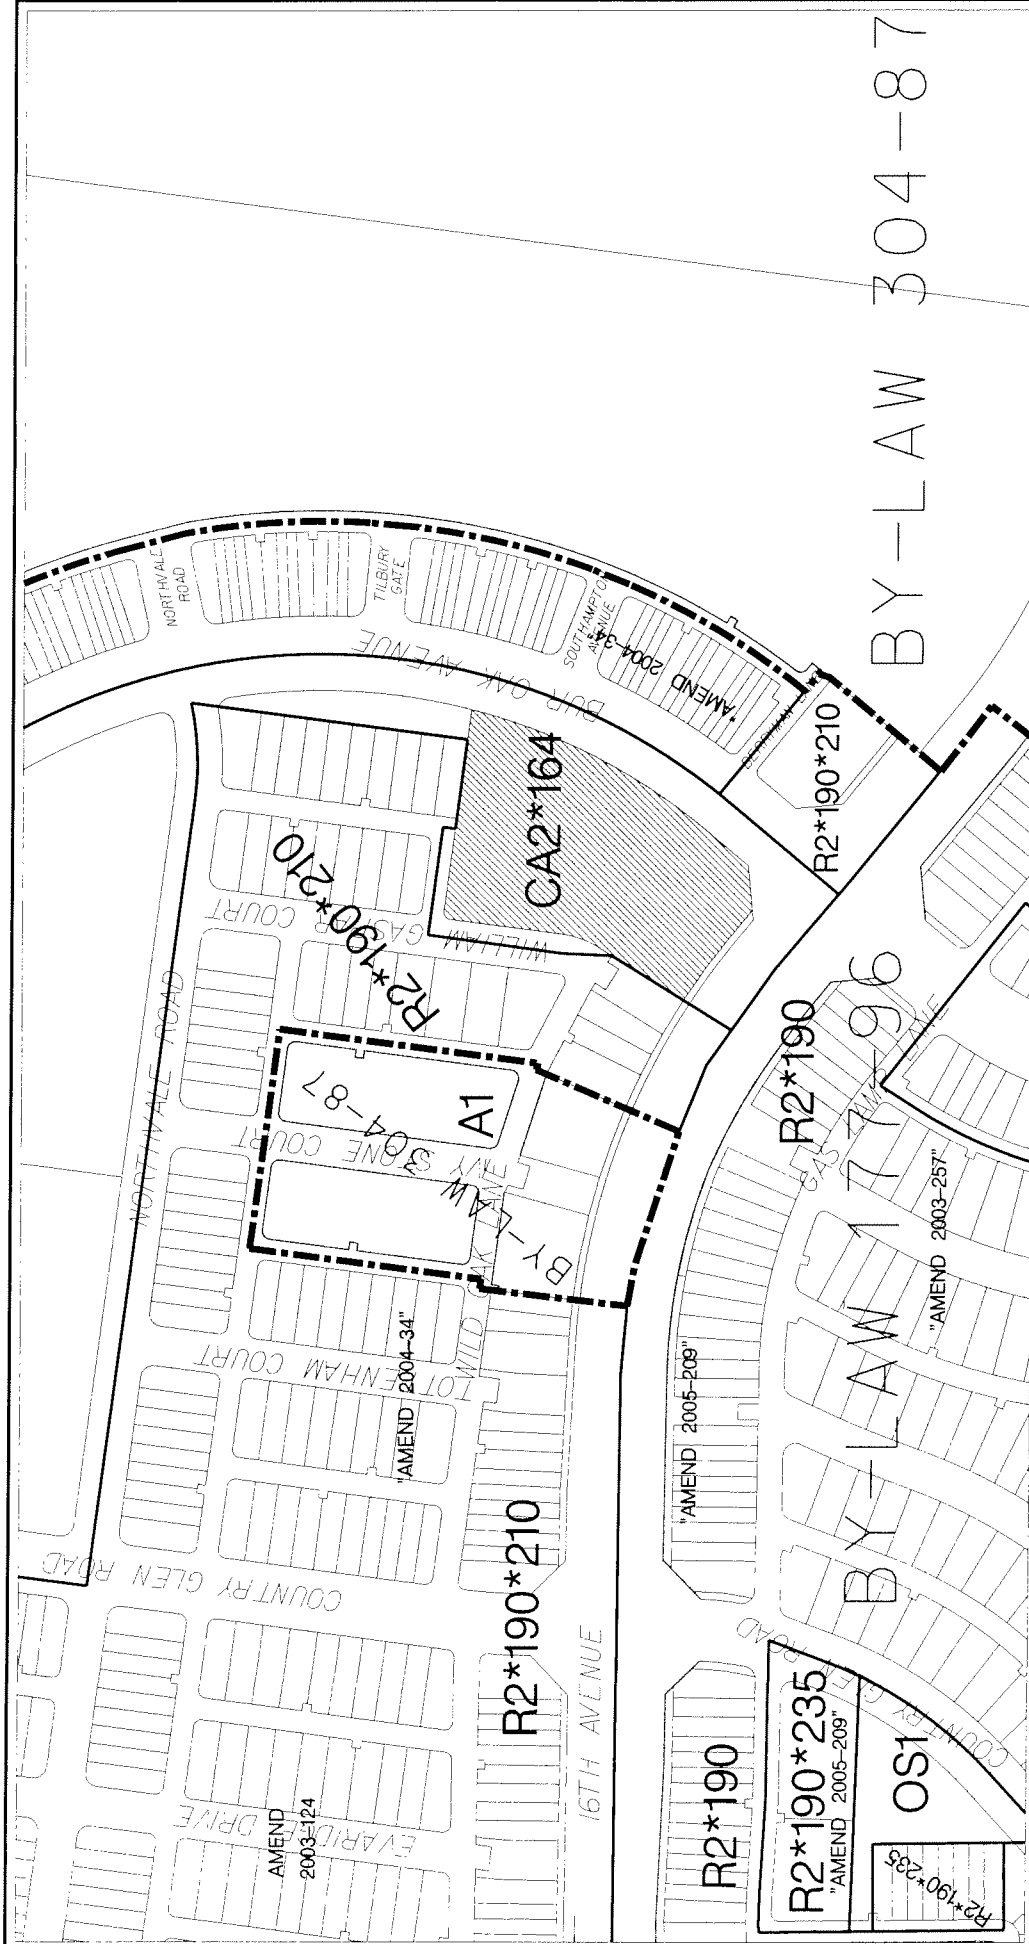 BY-LAW 304-87
NORTHVALE
ROAD
TILBURY
GATE
SOUTHAMPTON
AVENUE
"AMEND 2004-34"
BUR OAK AVENUE
R2*190*210
CA2*164
R2*190*210
WILLIAM GASPAR COURT
NORTHVALE ROAD
BY-LAW 304-87
A1
IVY STONE COURT
WILD OAK LANE
TOTTENHAM COURT
"AMEND 2004-34"
COUNTRY GLEN ROAD
R2*190*210
16TH AVENUE
EVARIDGE DRIVE
AMEND
2003-124
R2*190
BY-LAW 177-96
"AMEND 2003-257"
"AMEND 2005-209"
COUNTRY GLEN ROAD
R2*190
R2*190*235
"AMEND 2005-209"
OS1
R2*190*235